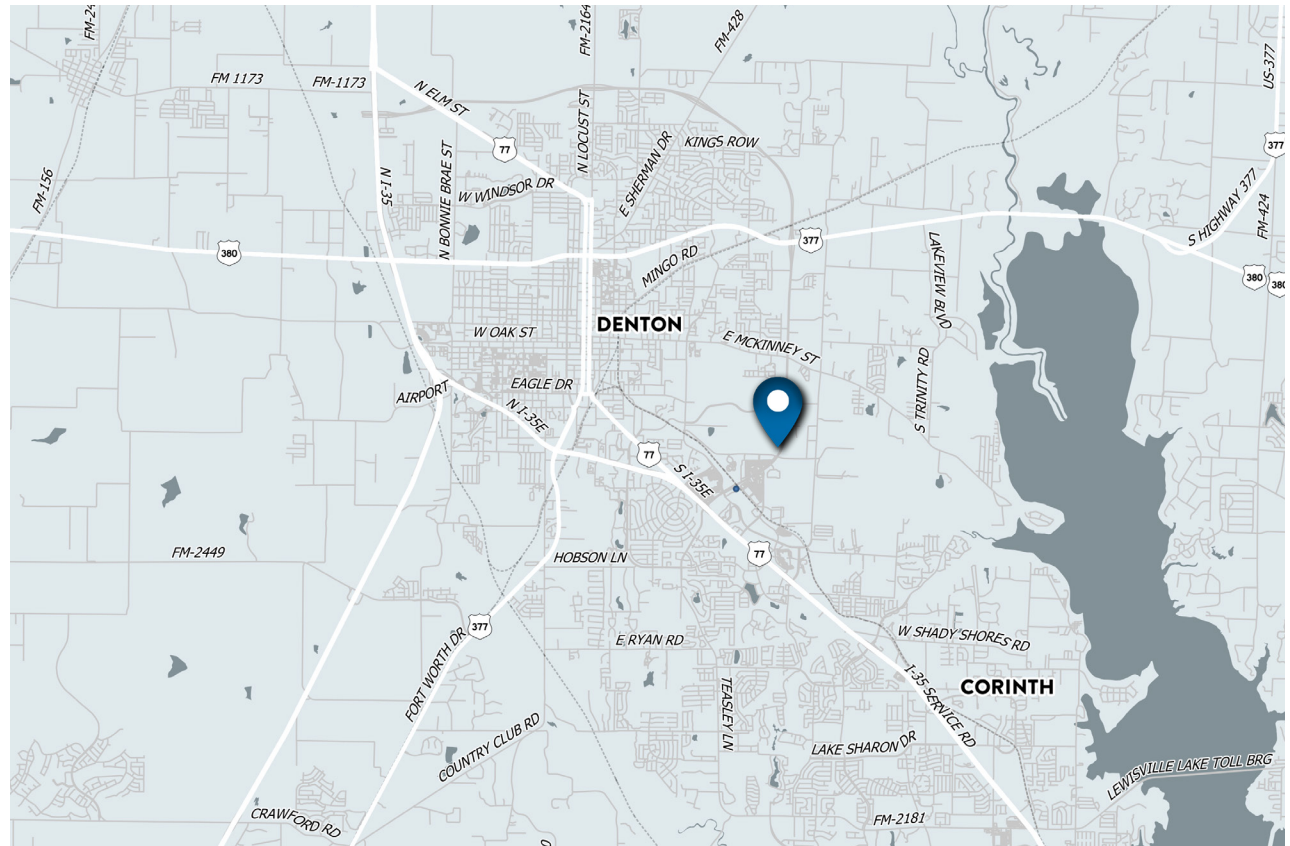 FM-24
FM-2164
FM-428
US-377
FM 1173
FM-1173
N ELM ST
77
N LOCUST ST
E SHERMAN DR
KINGS ROW
377
FM-156
N I-35
N BONNIE BRAE ST
W WINDSOR DR
S HIGHWAY 377
FM-424
380
MINGO RD
377
LAKEVIEW BLVD
380
380
W OAK ST
DENTON
E MCKINNEY ST
AIRPORT
EAGLE DR
N I-35E
S TRINITY RD
77
S I-35E
FM-2449
HOBSON LN
77
377
FORT WORTH DR
E RYAN RD
W SHADY SHORES RD
TEASLEY LN
I-35 SERVICE RD
CORINTH
COUNTRY CLUB RD
LAKE SHARON DR
LEWISVILLE LAKE TOLL BRG
CRAWFORD RD
FM-2181